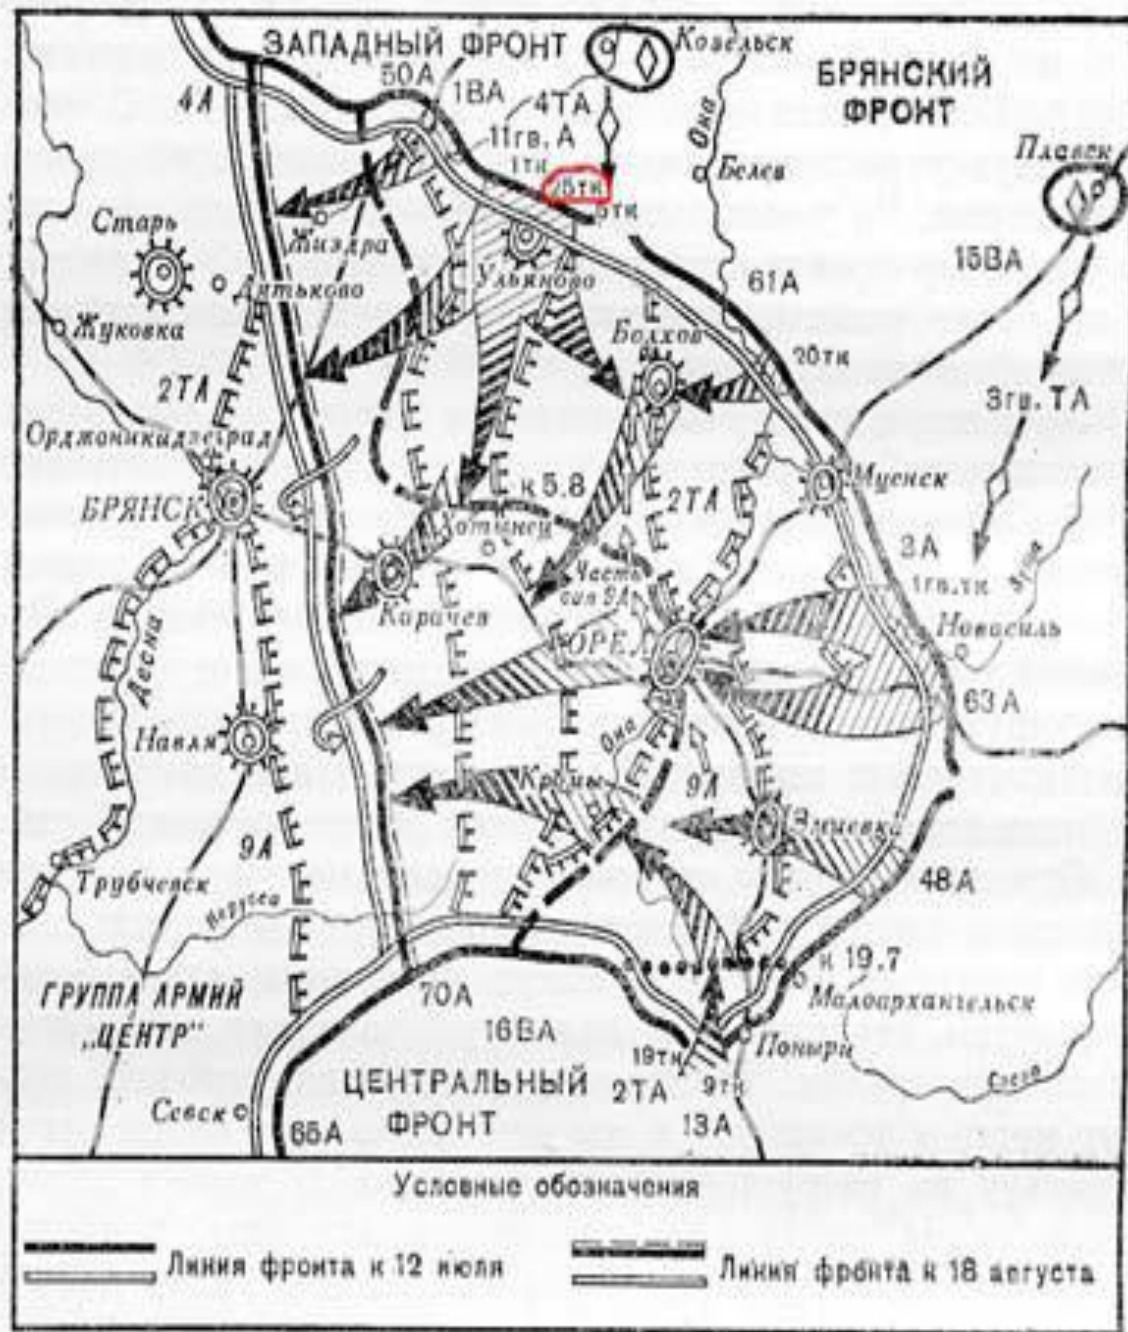 ЗАПАДНЫЙ ФРОНТ
Козельск
50А
1ВА
4ТА
11гв. А
1тк
25тк
5тк
4А
БРЯНСКИЙ
ФРОНТ
Ока
Белев
Плавск
15ВА
61А
Старь
Жиздра
Ульяново
Дятьково
Жуковка
Болхов
20тк
3гв. ТА
2ТА
Орджоникидзеград
БРЯНСК
к 5.8
2ТА
Мценск
Хотынец
3А
1гв. тк
Часть
сил 9А
Карачев
ОРЕЛ
Новосиль
Десна
63А
Навля
Ока
Кромы
9А
Змиевка
9А
48А
Трубчевск
Нерусса
к 19.7
ГРУППА АРМИЙ
„ЦЕНТР"
70А
Малоархангельск
16ВА
19тк
Поныри
2ТА
9тк
Сосна
ЦЕНТРАЛЬНЫЙ
ФРОНТ
Севск
65А
13А
Условные обозначения
Линия фронта к 12 июля
Линия фронта к 18 августа